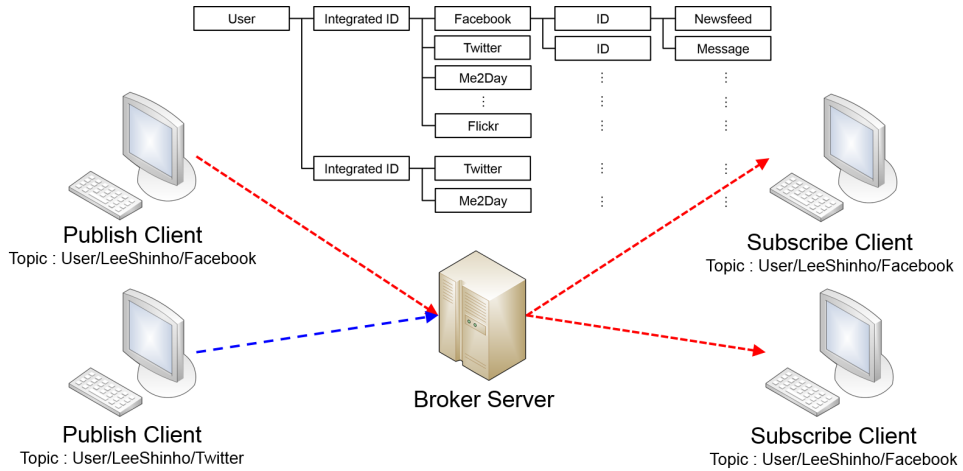 User
Integrated ID
Facebook
ID
Newsfeed
Twitter
ID
Message
Me2Day
Flickr
Integrated ID
Twitter
Me2Day
Publish Client
Topic : User/LeeShinho/Facebook
Subscribe Client
Topic : User/LeeShinho/Facebook
Broker Server
Publish Client
Topic : User/LeeShinho/Twitter
Subscribe Client
Topic : User/LeeShinho/Facebook